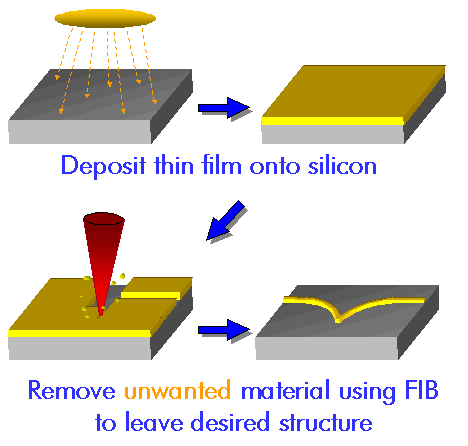 Deposit thin film onto silicon
Remove unwanted material using FIB
to leave desired structure